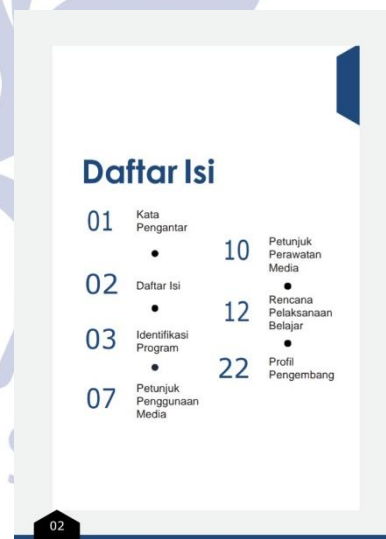 Daftar Isi
01
Kata
Pengantar
02
Daftar Isi
03
Identifikasi
Program
07
Petunjuk
Penggunaan
Media
10
Petunjuk
Perawatan
Media
12
Rencana
Pelaksanaan
Belajar
22
Profil
Pengembang
02